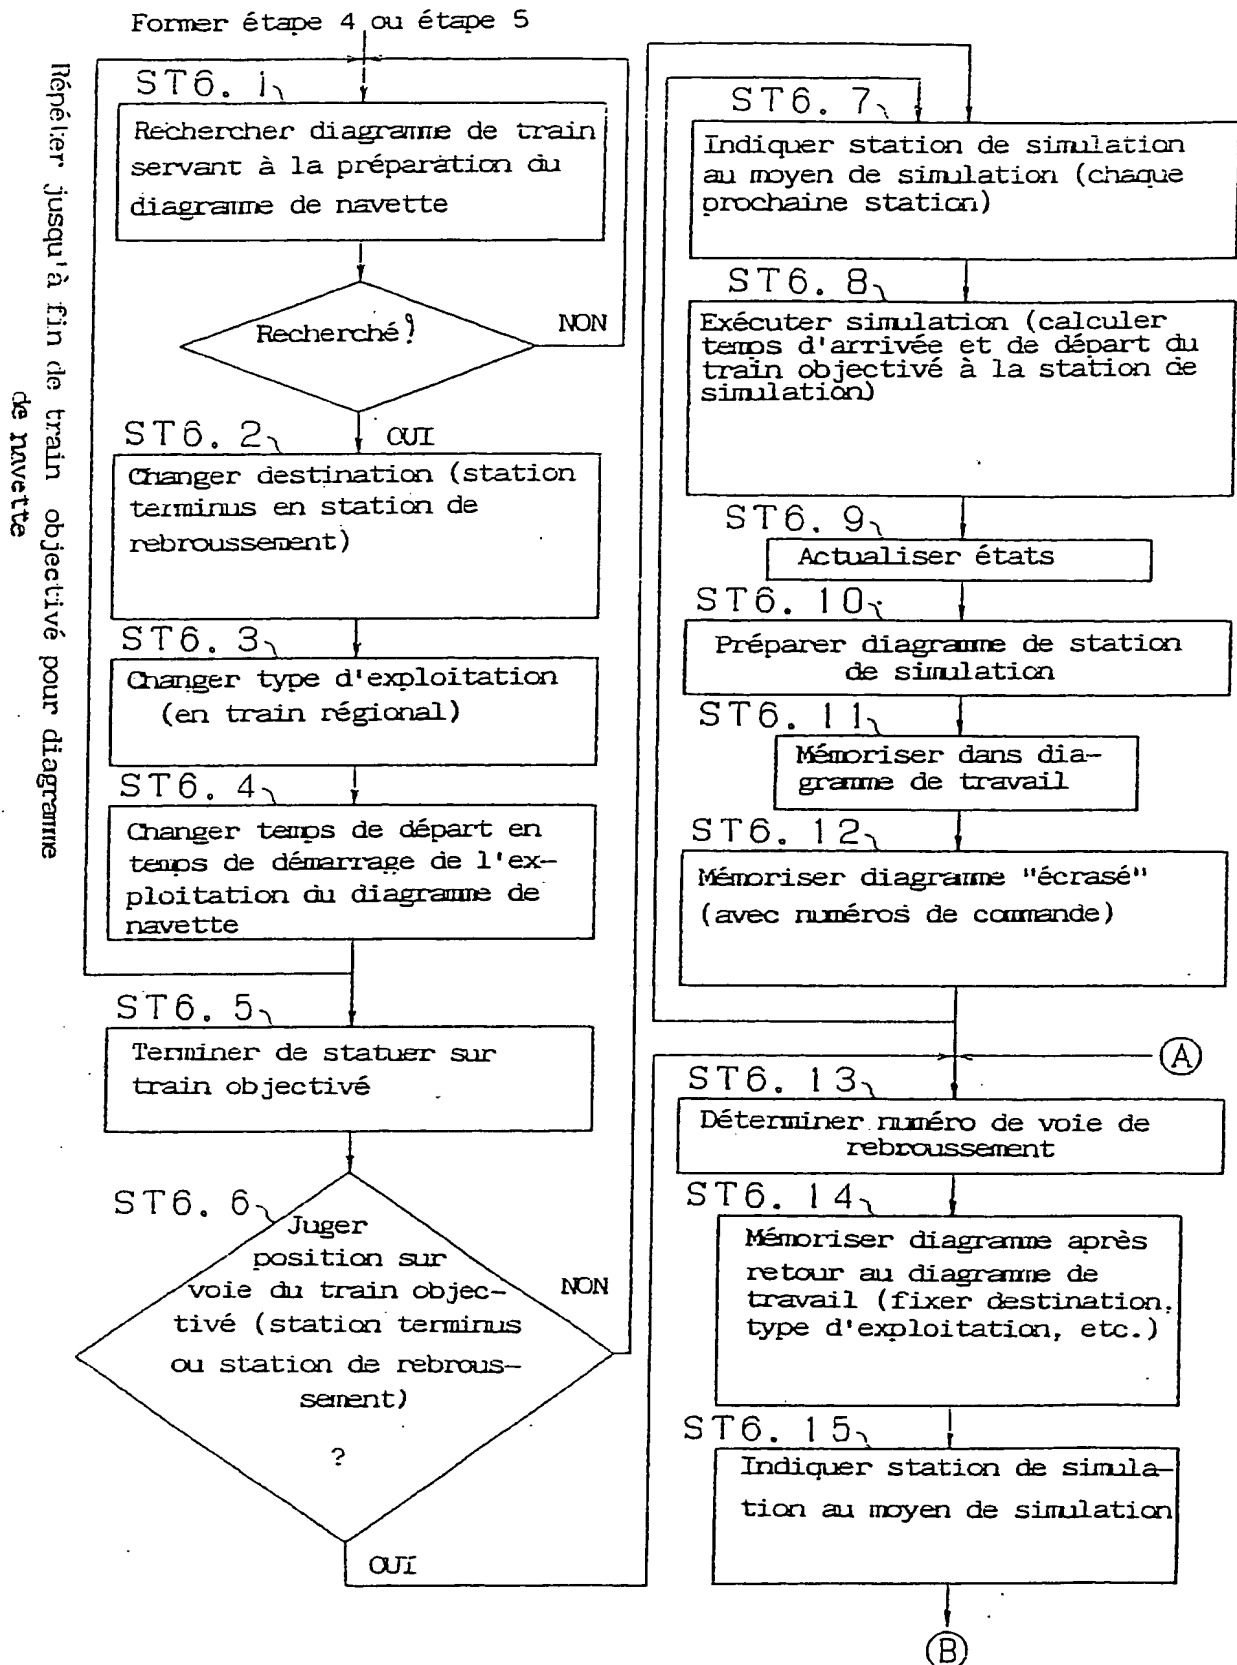 Former étape 4 ou étape 5
Répéter jusqu'à fin de train objectivé pour diagramme
de navette
ST6. 1
Rechercher diagramme de train
servant à la préparation du
diagramme de navette
Recherché?
NON
OUI
ST6. 2
Changer destination (station
terminus en station de
rebroussement)
ST6. 3
Changer type d'exploitation
(en train régional)
ST6. 4
Changer temps de départ en
temps de démarrage de l'ex-
ploitation du diagramme de
navette
ST6. 5
Terminer de statuer sur
train objectivé
ST6. 6
Juger
position sur
voie du train objec-
tivé (station terminus
ou station de rebrous-
sement)
?
NON
OUI
ST6. 7
Indiquer station de simulation
au moyen de simulation (chaque
prochaine station)
ST6. 8
Exécuter simulation (calculer
temps d'arrivée et de départ du
train objectivé à la station de
simulation)
ST6. 9
Actualiser états
ST6. 10
Préparer diagramme de station
de simulation
ST6. 11
Mémoriser dans dia-
gramme de travail
ST6. 12
Mémoriser diagramme "écrasé"
(avec numéros de commande)
A
ST6. 13
Déterminer numéro de voie de
rebroussement
ST6. 14
Mémoriser diagramme après
retour au diagramme de
travail (fixer destination,
type d'exploitation, etc.)
ST6. 15
Indiquer station de simula-
tion au moyen de simulation
B